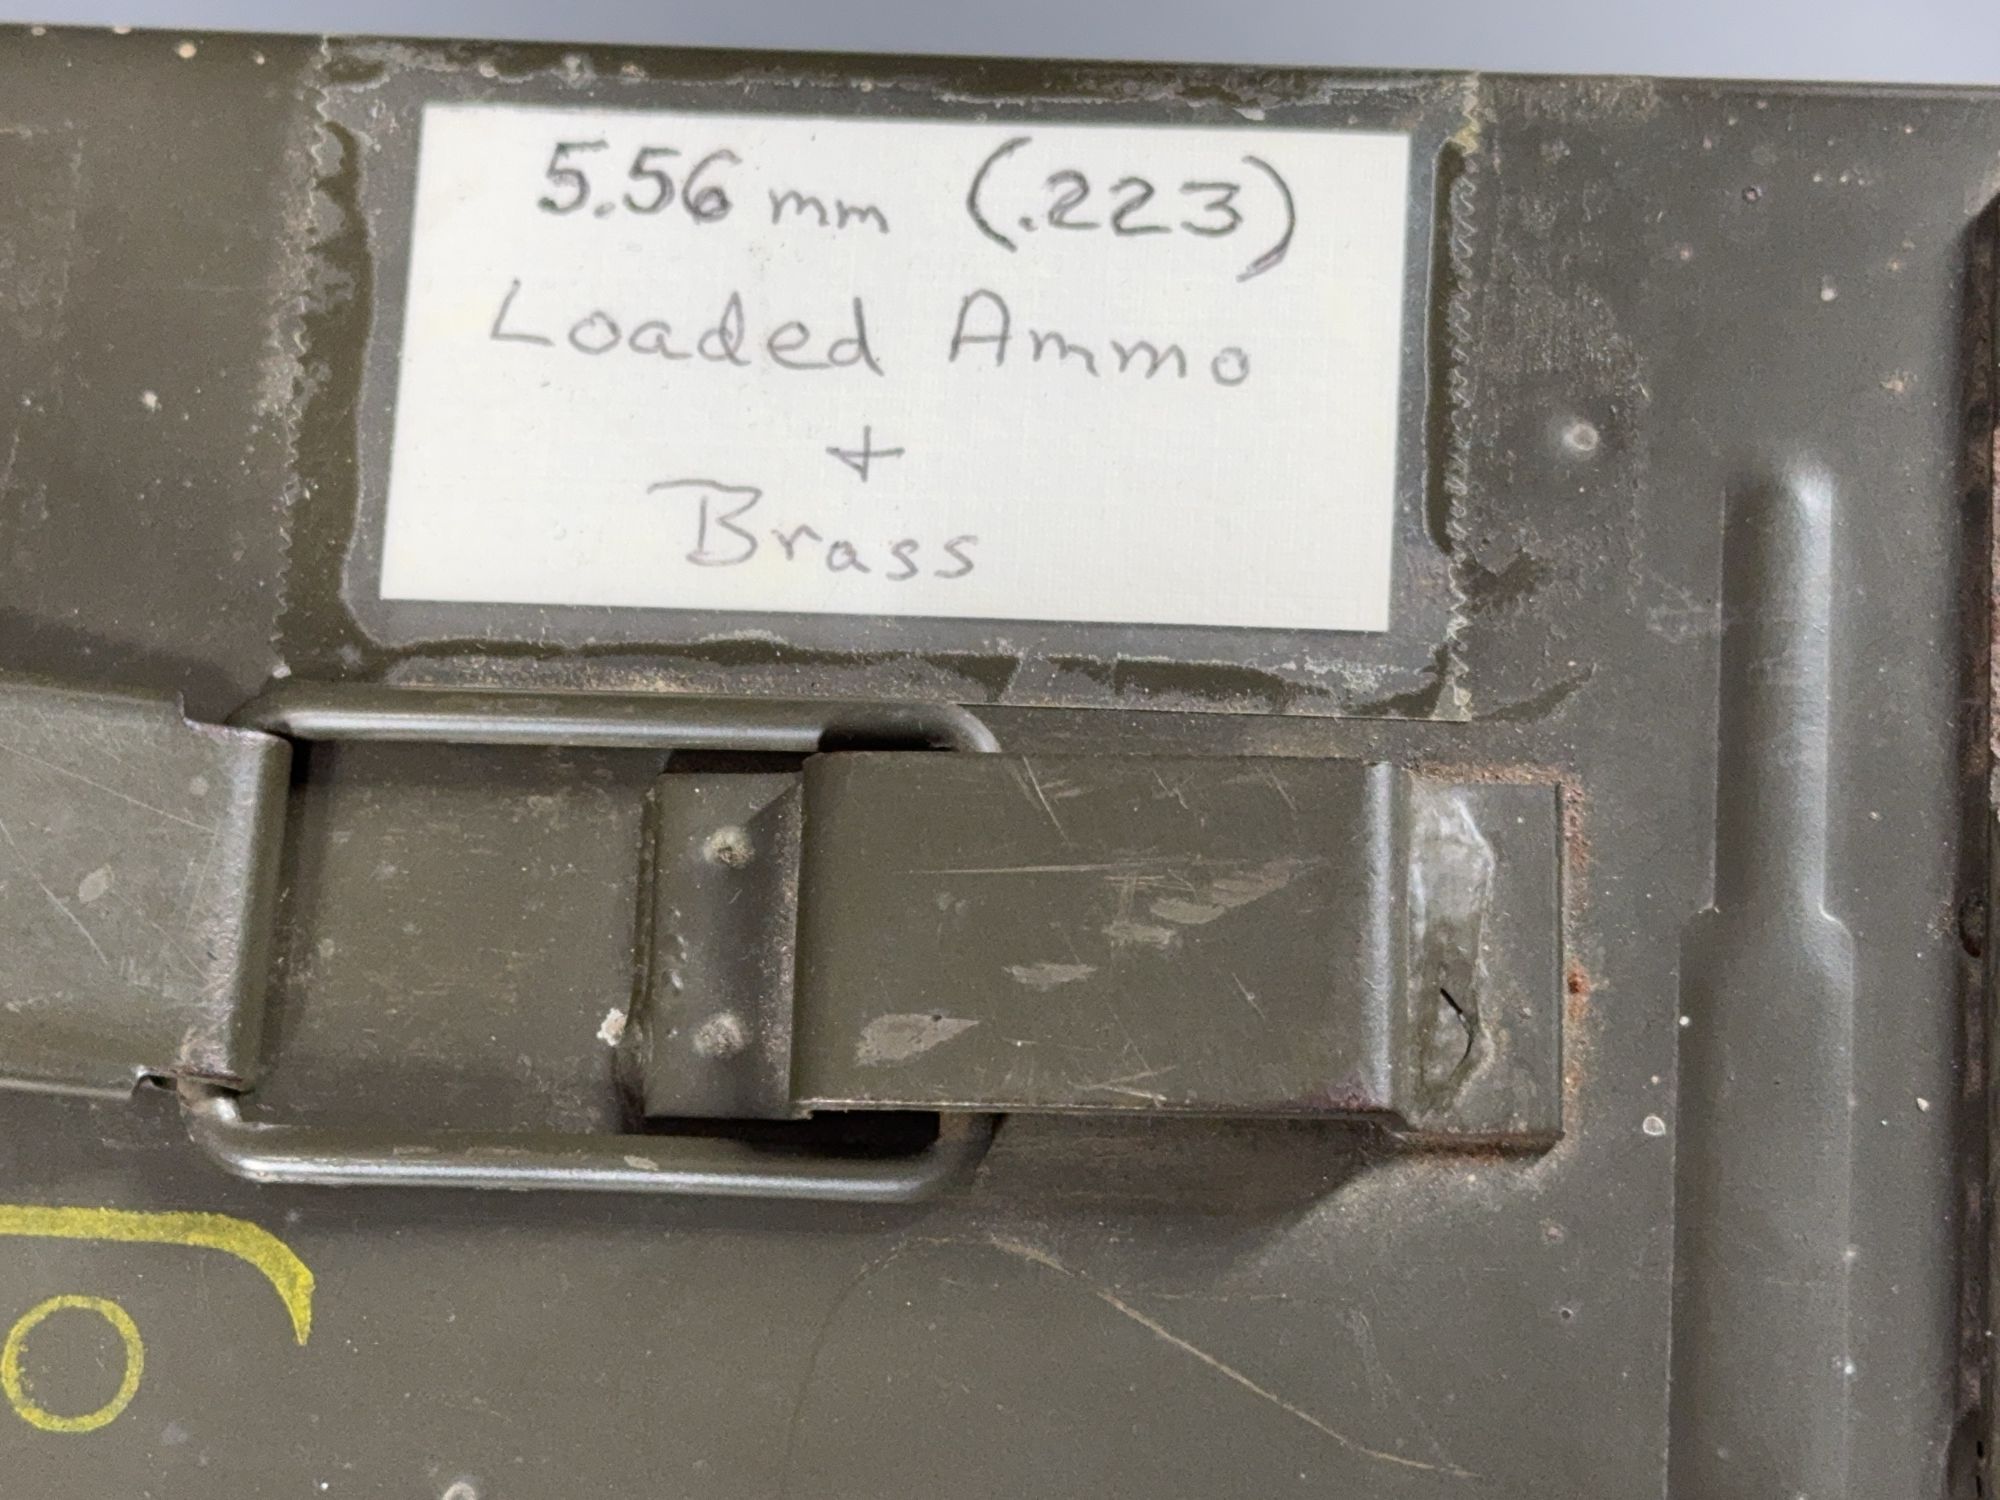 5.56 mm (.223)
Loaded Ammo
+
Brass